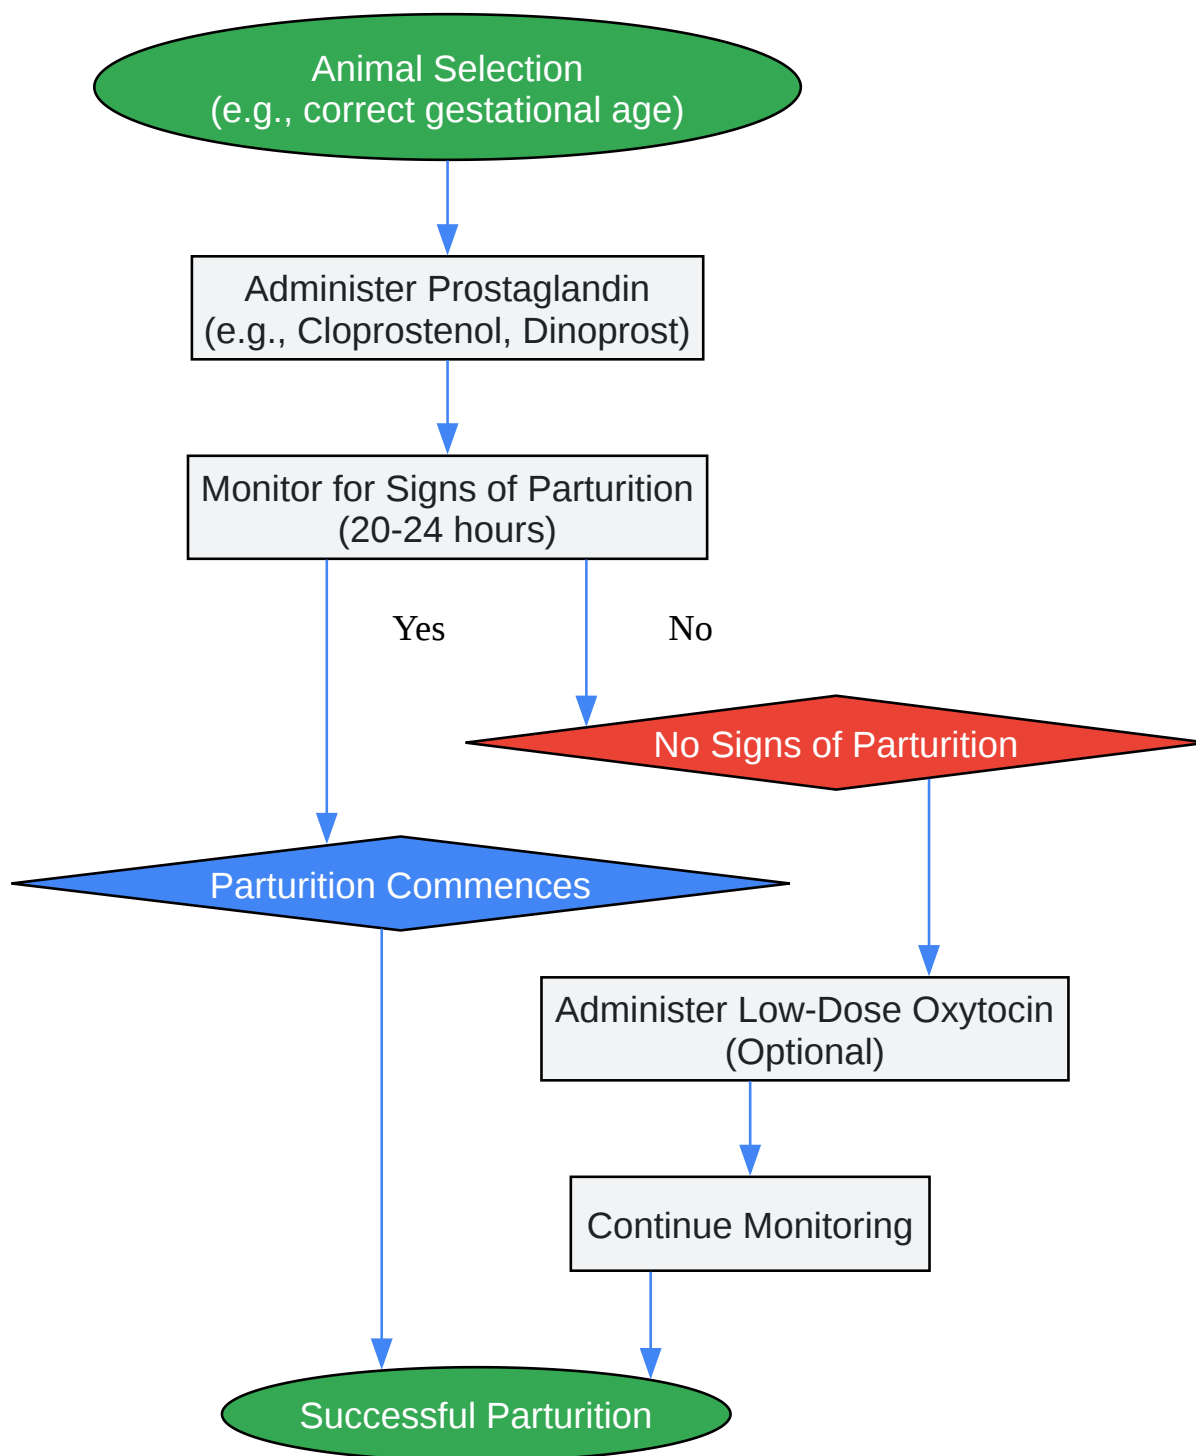 Animal Selection
(e.g., correct gestational age)
Administer Prostaglandin
(e.g., Cloprostenol, Dinoprost)
Monitor for Signs of Parturition
(20-24 hours)
Yes
No
No Signs of Parturition
Parturition Commences
Administer Low-Dose Oxytocin
(Optional)
Continue Monitoring
Successful Parturition